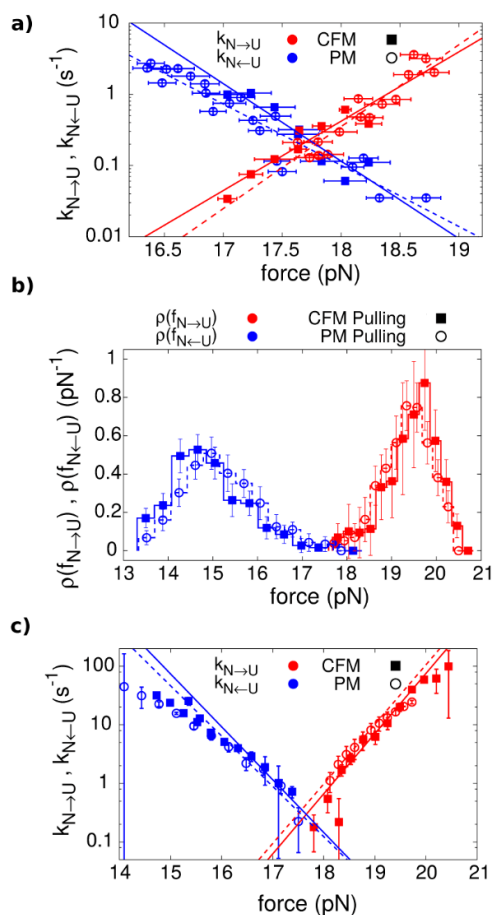 a)
k_{N→U} CFM
k_{N←U} PM
k_{N→U} , k_{N←U} (s^{-1})
10
1
0.1
0.01
16.5 17 17.5 18 18.5 19
force (pN)
b)
ρ(f_{N→U}) CFM Pulling
ρ(f_{N←U}) PM Pulling
ρ(f_{N→U}) , ρ(f_{N←U}) (pN^{-1})
1
0.8
0.6
0.4
0.2
0
13 14 15 16 17 18 19 20 21
force (pN)
c)
k_{N→U} CFM
k_{N←U} PM
k_{N→U} , k_{N←U} (s^{-1})
100
10
1
0.1
14 15 16 17 18 19 20 21
force (pN)